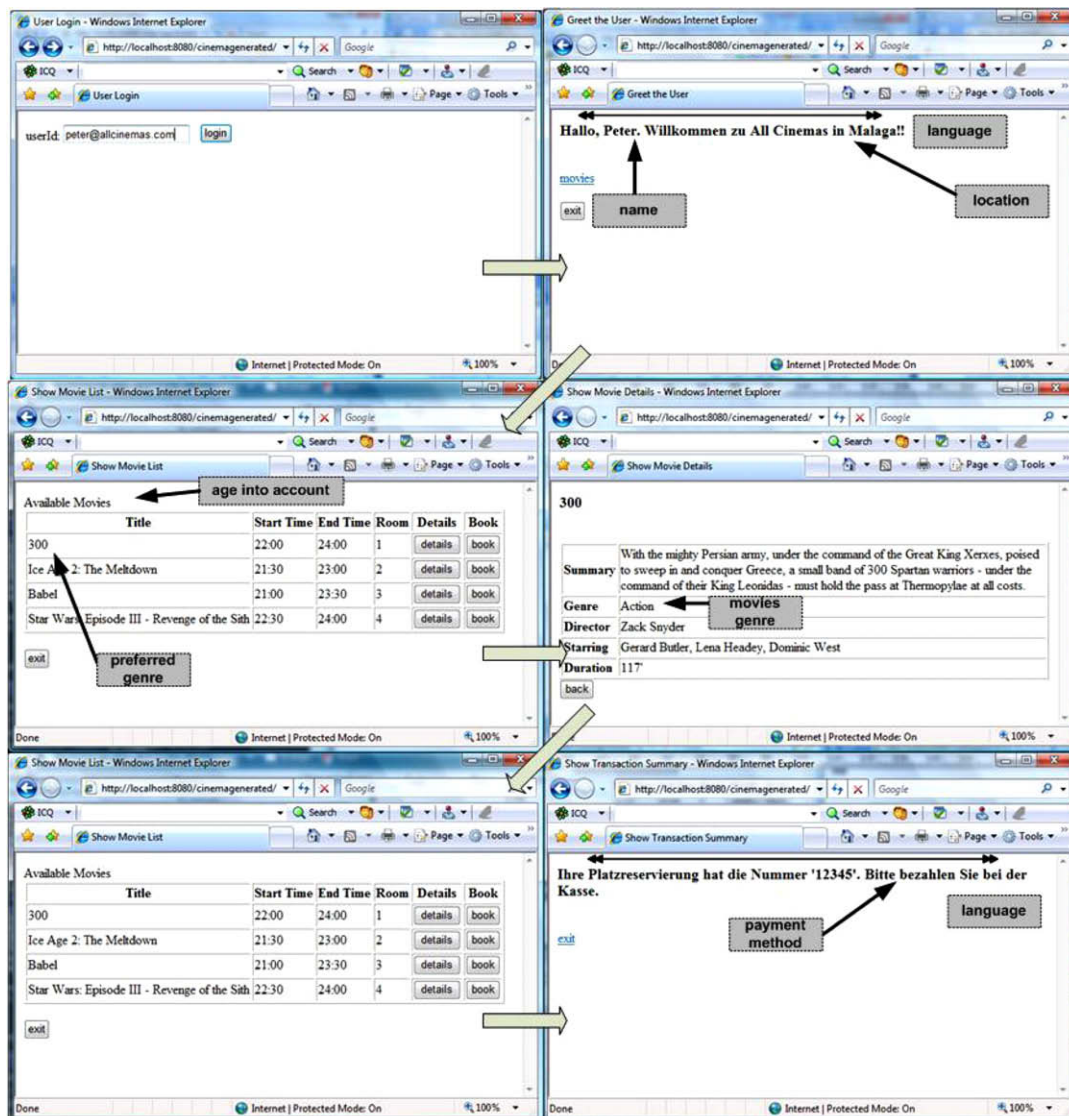 User Login - Windows Internet Explorer
http://localhost:8080/cinemagenerated/
Google
ICQ
Search
User Login
Page
Tools
userId: peter@allcinemas.com login
Internet | Protected Mode: On
100%
Greet the User - Windows Internet Explorer
http://localhost:8080/cinemagenerated/
Google
ICQ
Search
Greet the User
Page
Tools
Hallo, Peter. Willkommen zu All Cinemas in Malaga!!
language
movies
exit
name
location
Internet | Protected Mode: On
100%
Show Movie List - Windows Internet Explorer
http://localhost:8080/cinemagenerated/
Google
ICQ
Search
Show Movie List
Page
Tools
age into account
Available Movies
Title Start Time End Time Room Details Book
300 22:00 24:00 1 details book
Ice Age 2: The Meltdown 21:30 23:00 2 details book
Babel 21:00 23:30 3 details book
Star Wars: Episode III - Revenge of the Sith 22:30 24:00 4 details book
exit
preferred
genre
Done
Internet | Protected Mode: On
100%
Show Movie Details - Windows Internet Explorer
http://localhost:8080/cinemagenerated/
Google
ICQ
Search
Show Movie Details
Page
Tools
300
Summary
With the mighty Persian army, under the command of the Great King Xerxes, poised
to sweep in and conquer Greece, a small band of 300 Spartan warriors - under the
command of their King Leonidas - must hold the pass at Thermopylae at all costs.
Genre Action
movies
genre
Director Zack Snyder
Starring Gerard Butler, Lena Headey, Dominic West
Duration 117'
back
Internet | Protected Mode: On
100%
Show Movie List - Windows Internet Explorer
http://localhost:8080/cinemagenerated/
Google
ICQ
Search
Show Movie List
Page
Tools
Available Movies
Title Start Time End Time Room Details Book
300 22:00 24:00 1 details book
Ice Age 2: The Meltdown 21:30 23:00 2 details book
Babel 21:00 23:30 3 details book
Star Wars: Episode III - Revenge of the Sith 22:30 24:00 4 details book
exit
Done
Internet | Protected Mode: On
100%
Show Transaction Summary - Windows Internet Explorer
http://localhost:8080/cinemagenerated/
Google
ICQ
Search
Show Transaction Summary
Page
Tools
Ihre Platzreservierung hat die Nummer '12345'. Bitte bezahlen Sie bei der
Kasse.
language
payment
method
exit
Done
Internet | Protected Mode: On
100%